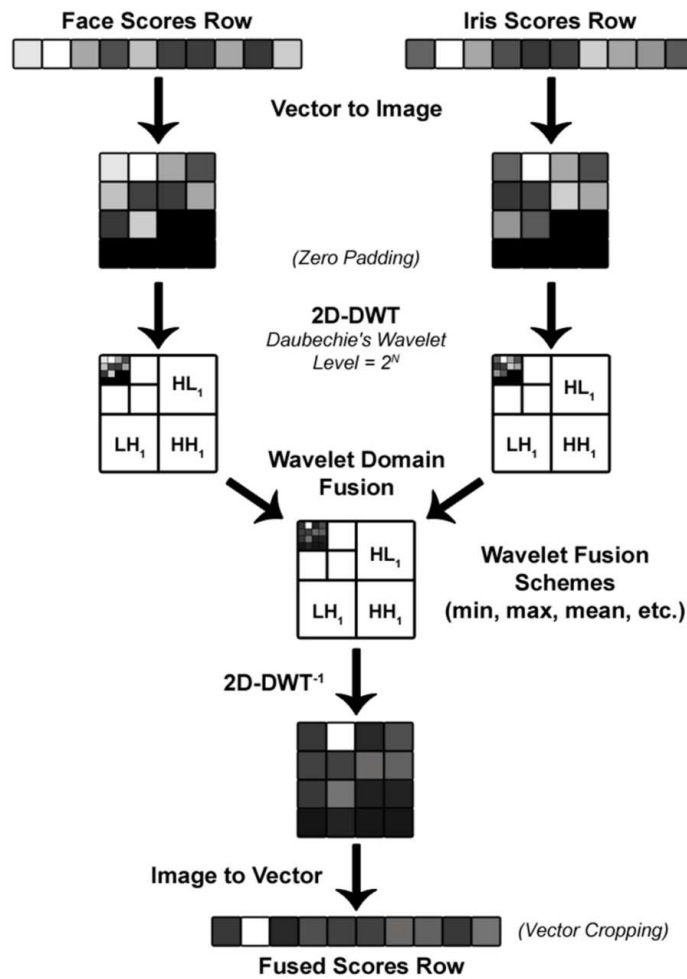 Face Scores Row
Iris Scores Row
Vector to Image
(Zero Padding)
2D-DWT
Daubechie's Wavelet
Level = 2ᴺ
HL₁
LH₁ HH₁
HL₁
LH₁ HH₁
Wavelet Domain
Fusion
HL₁
LH₁ HH₁
Wavelet Fusion
Schemes
(min, max, mean, etc.)
2D-DWT⁻¹
Image to Vector
(Vector Cropping)
Fused Scores Row